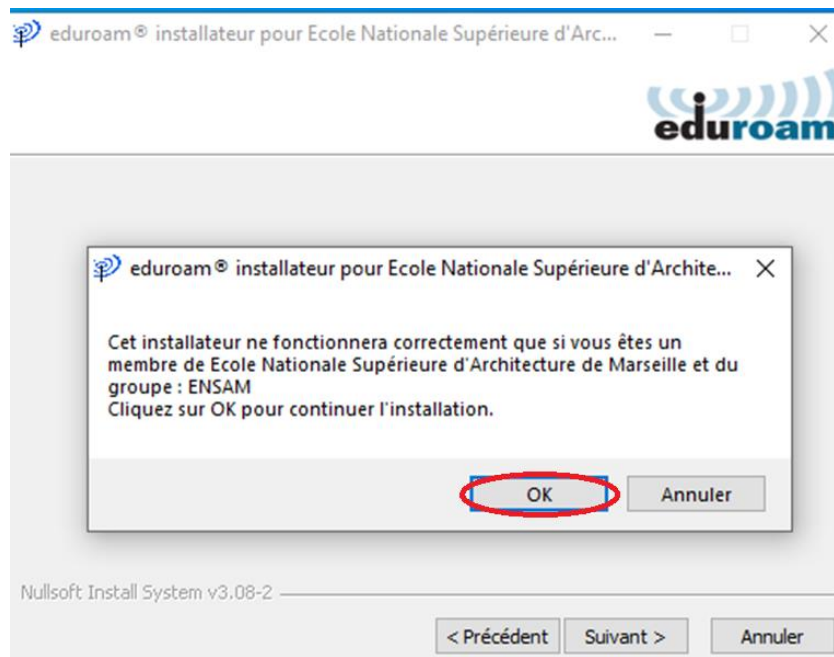 eduroam® installateur pour Ecole Nationale Supérieure d'Arc...
eduroam
eduroam® installateur pour Ecole Nationale Supérieure d'Archite...
Cet installateur ne fonctionnera correctement que si vous êtes un
membre de Ecole Nationale Supérieure d'Architecture de Marseille et du
groupe : ENSAM
Cliquez sur OK pour continuer l'installation.
OK Annuler
Nullsoft Install System v3.08-2
< Précédent Suivant > Annuler